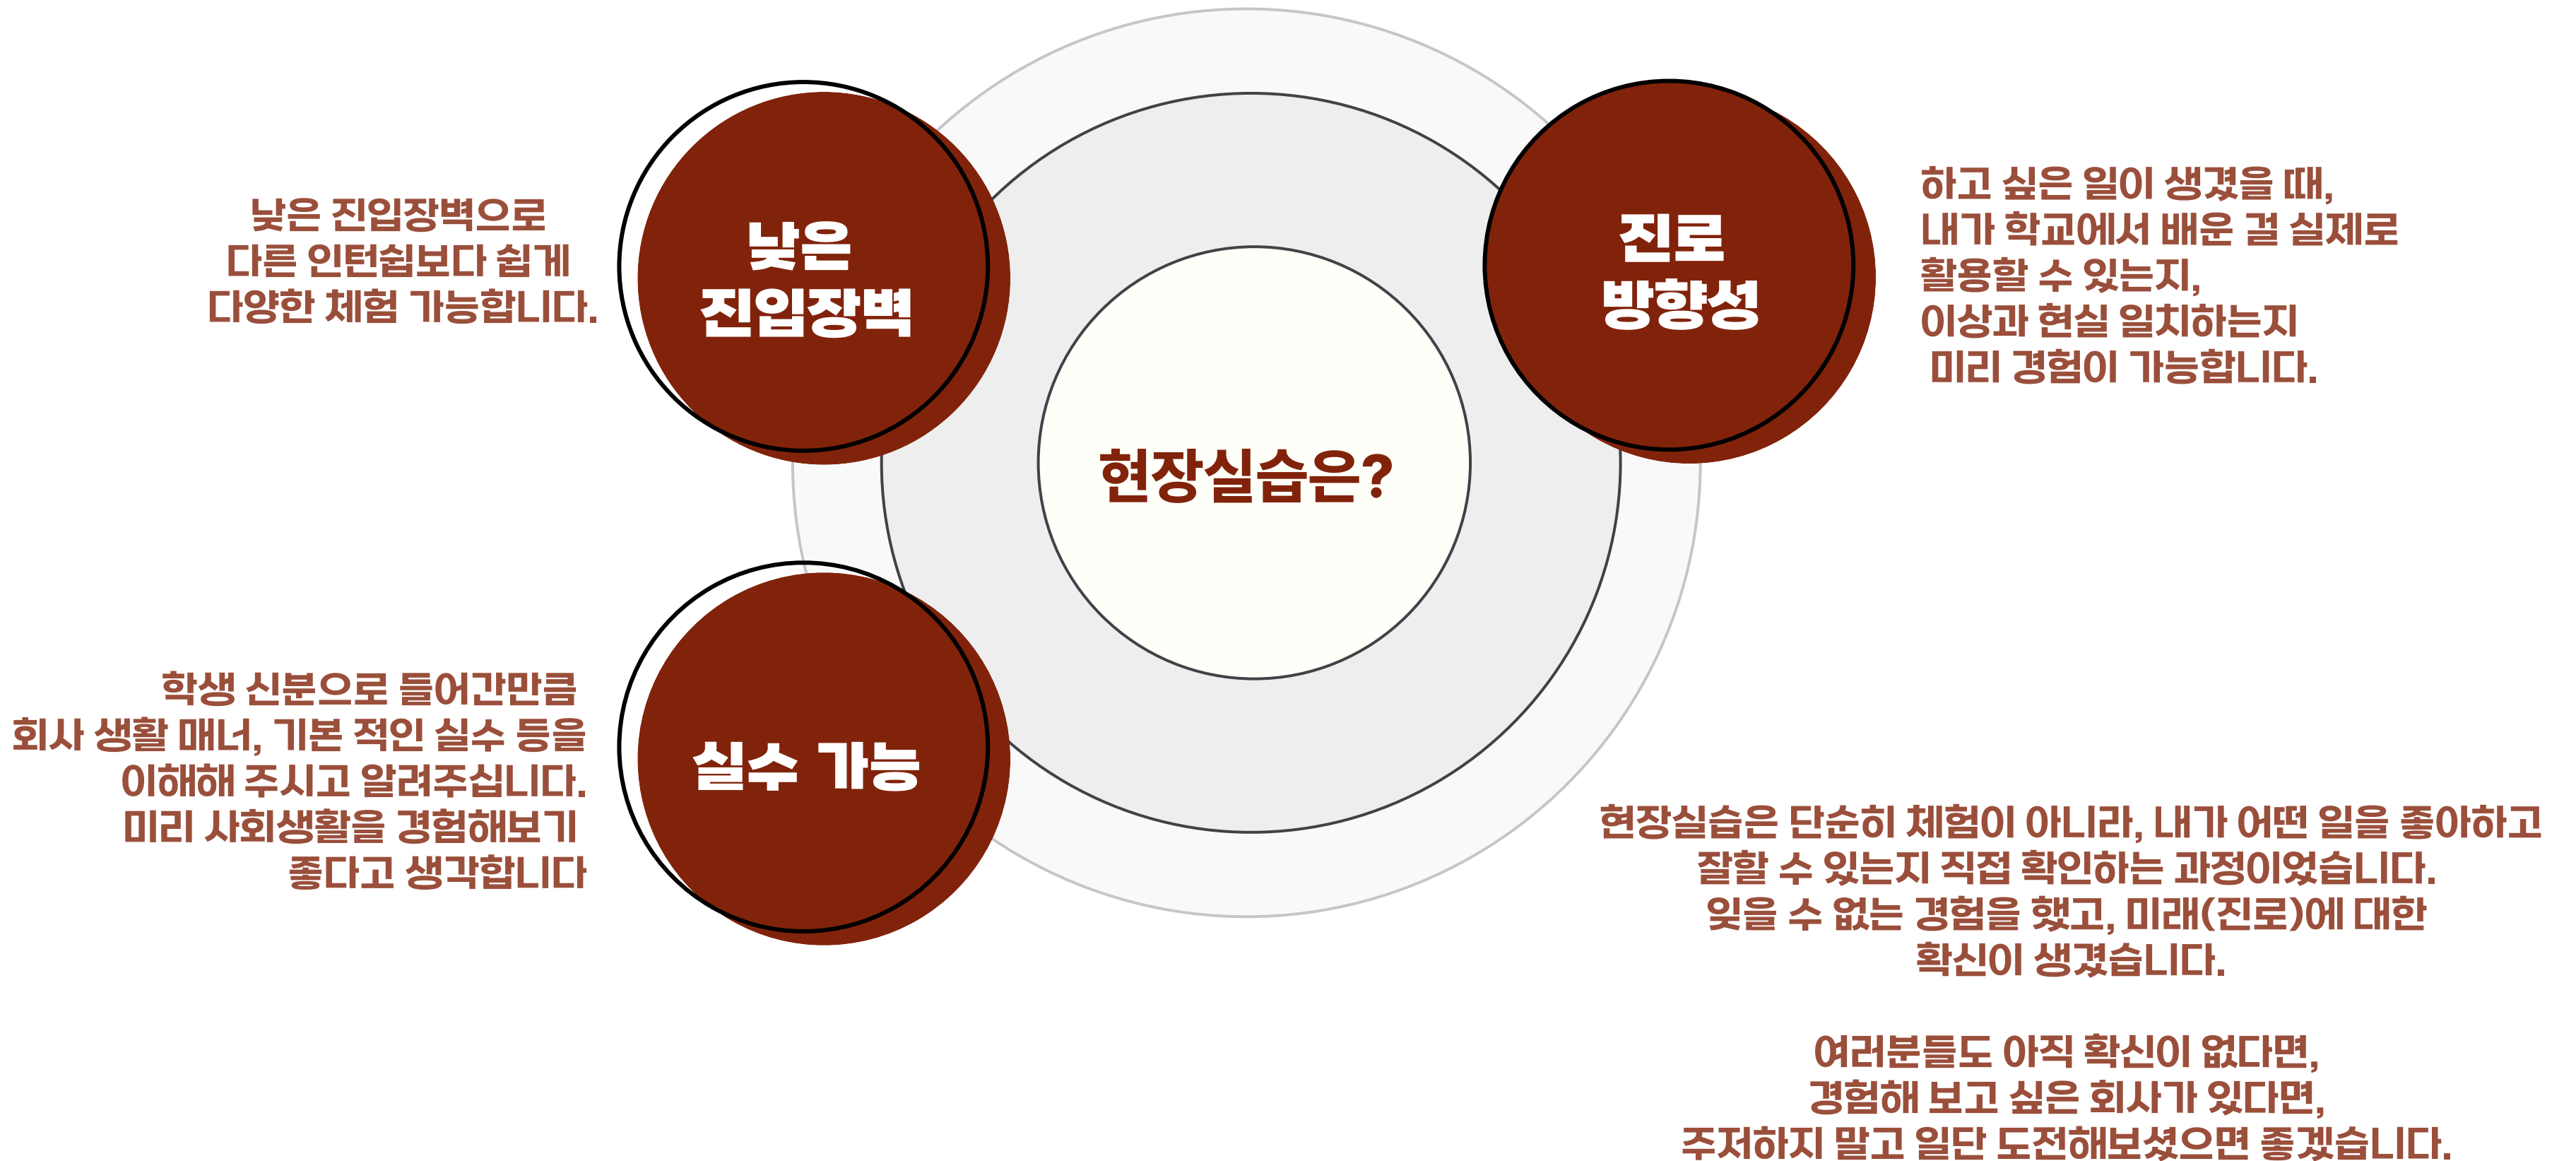 낮은 진입장벽으로
다른 인턴쉽보다 쉽게
다양한 체험 가능합니다.
낮은
진입장벽
진로
방향성
하고 싶은 일이 생겼을 때,
내가 학교에서 배운 걸 실제로
활용할 수 있는지,
이상과 현실 일치하는지
미리 경험이 가능합니다.
현장실습은?
학생 신분으로 들어간만큼
회사 생활 매너, 기본 적인 실수 등을
이해해 주시고 알려주십니다.
미리 사회생활을 경험해보기
좋다고 생각합니다
실수 가능
현장실습은 단순히 체험이 아니라, 내가 어떤 일을 좋아하고
잘할 수 있는지 직접 확인하는 과정이었습니다.
잊을 수 없는 경험을 했고, 미래(진로)에 대한
확신이 생겼습니다.
여러분들도 아직 확신이 없다면,
경험해 보고 싶은 회사가 있다면,
주저하지 말고 일단 도전해보셨으면 좋겠습니다.